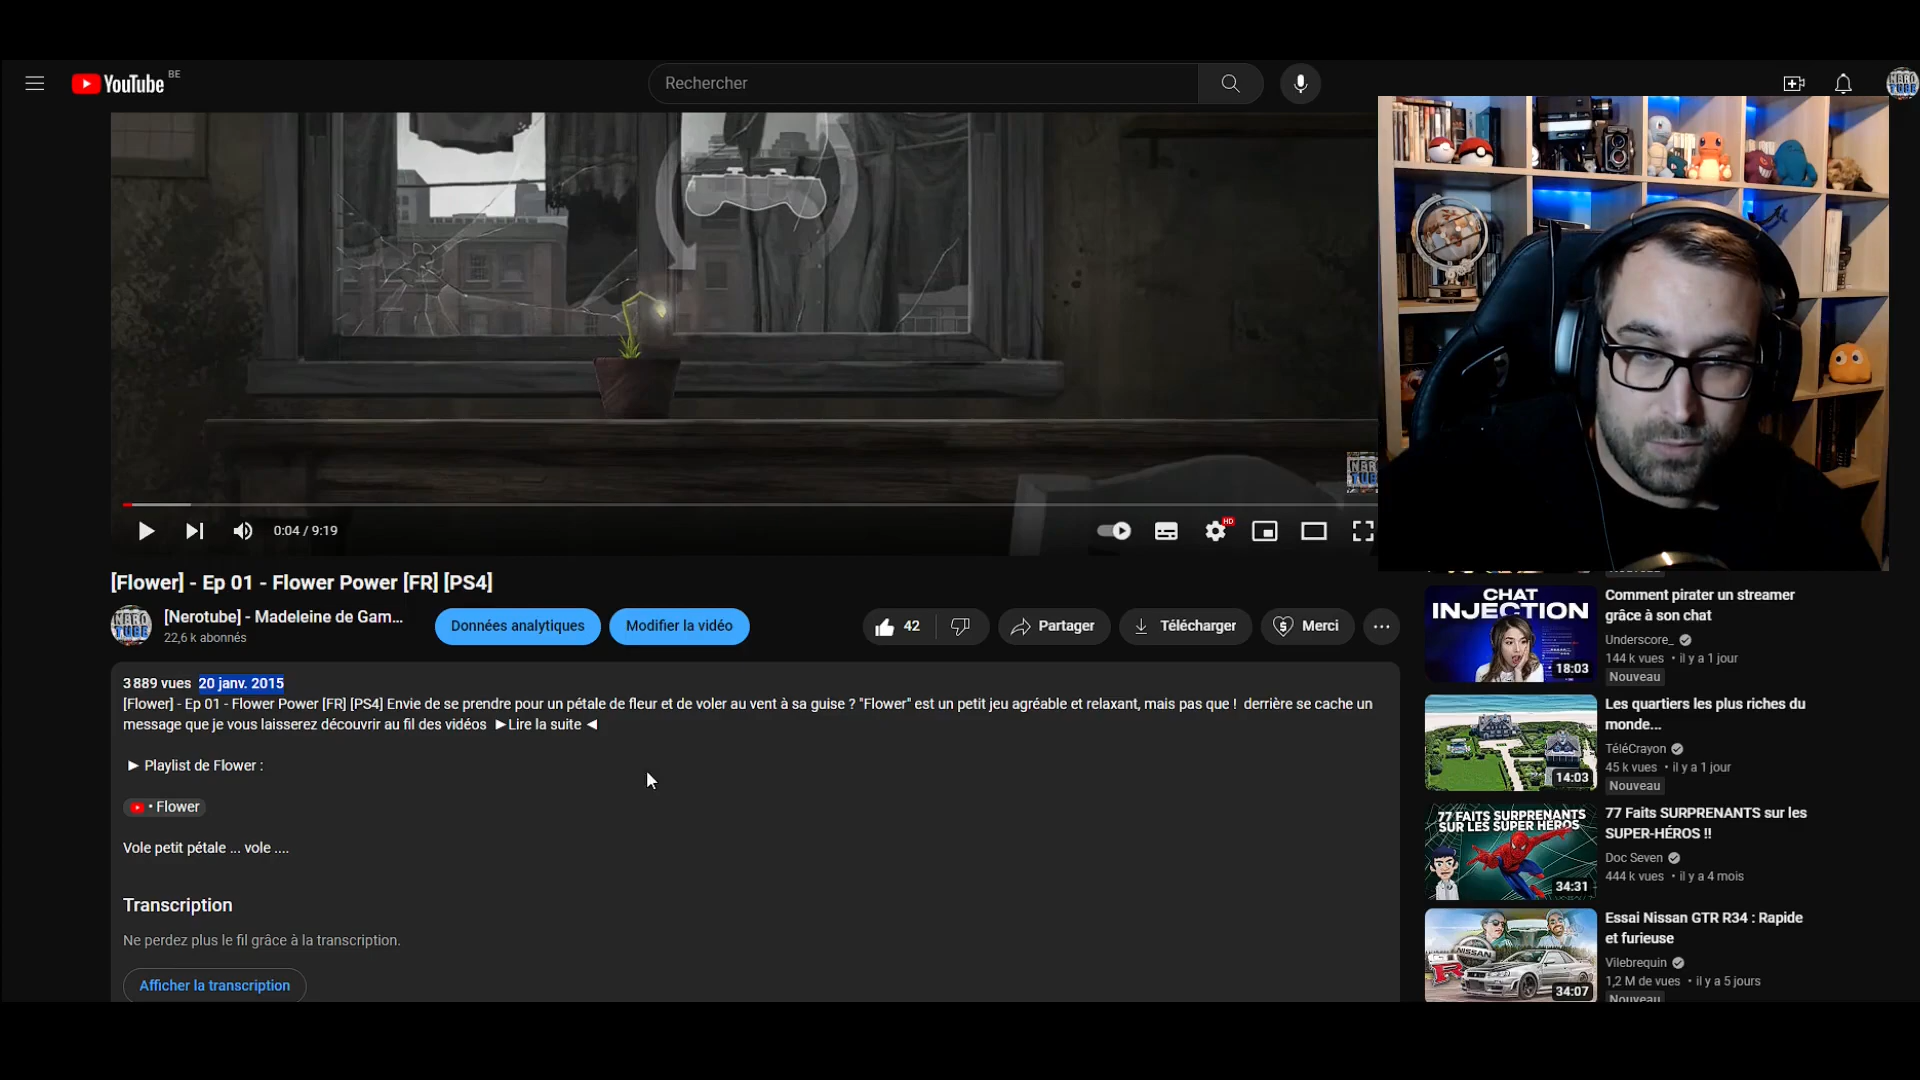 YouTube BE
Rechercher
NERO
TUBE
0:04 / 9:19
HD
[Flower] - Ep 01 - Flower Power [FR] [PS4]
[Nerotube] - Madeleine de Gam...
22,6 k abonnés
Données analytiques
Modifier la vidéo
42
Partager
Télécharger
Merci
3 889 vues 20 janv. 2015
[Flower] - Ep 01 - Flower Power [FR] [PS4] Envie de se prendre pour un pétale de fleur et de voler au vent à sa guise ? "Flower" est un petit jeu agréable et relaxant, mais pas que ! derrière se cache un
message que je vous laisserez découvrir au fil des vidéos ►Lire la suite ◄
► Playlist de Flower :
• Flower
Vole petit pétale ... vole ....
Transcription
Ne perdez plus le fil grâce à la transcription.
Afficher la transcription
CHAT
INJECTION
18:03
Comment pirater un streamer
grâce à son chat
Underscore_
144 k vues • il y a 1 jour
Nouveau
14:03
Les quartiers les plus riches du
monde...
TéléCrayon
45 k vues • il y a 1 jour
Nouveau
77 FAITS SURPRENANTS
SUR LES SUPER HÉROS
34:31
77 Faits SURPRENANTS sur les
SUPER-HÉROS !!
Doc Seven
444 k vues • il y a 4 mois
NISSAN
R
34:07
Essai Nissan GTR R34 : Rapide
et furieuse
Vilebrequin
1,2 M de vues • il y a 5 jours
Nouveau